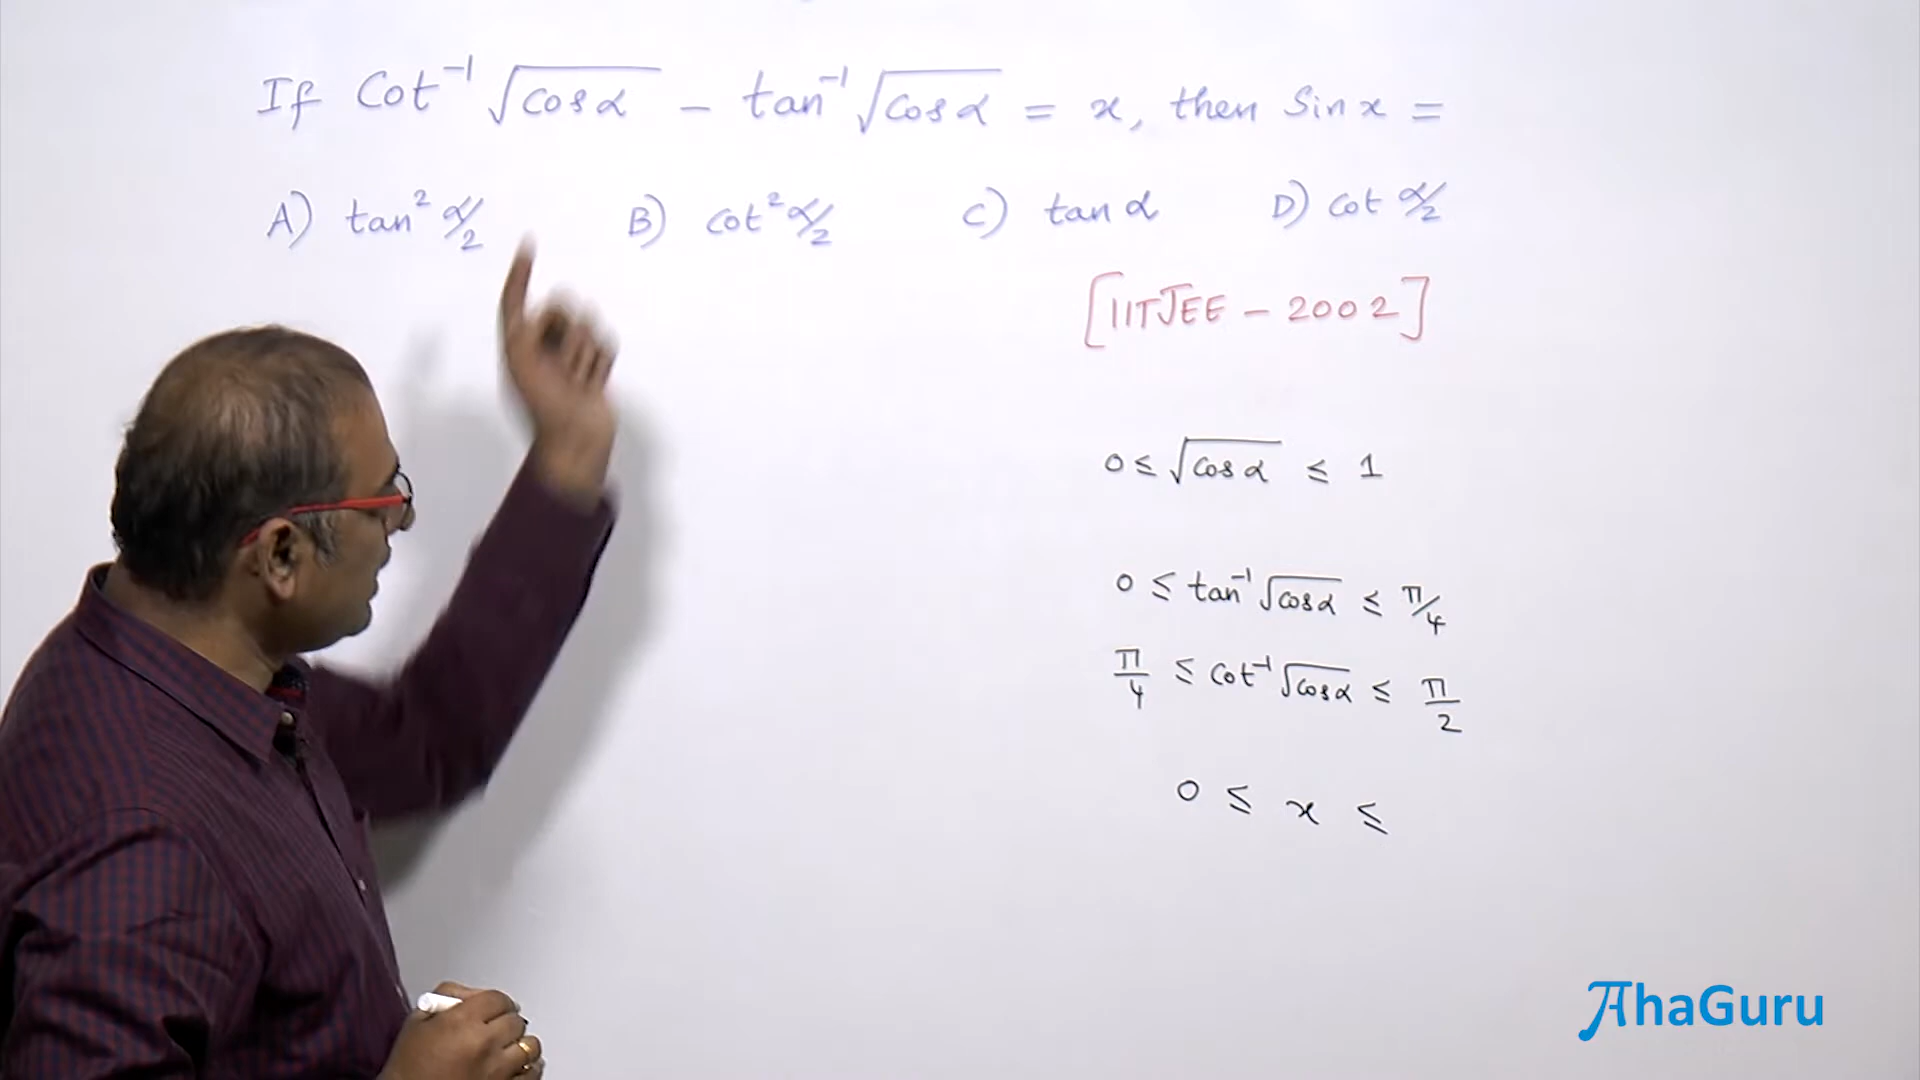 If Cot⁻¹ √Cosα − tan⁻¹ √Cosα = x, then Sin x =
A) tan² α/2 B) Cot² α/2 C) tan α D) Cot α/2
[IITJEE − 2002]
0 ≤ √Cosα ≤ 1
0 ≤ tan⁻¹ √Cosα ≤ π/4
π/4 ≤ Cot⁻¹ √Cosα ≤ π/2
0 ≤ x ≤
AhaGuru